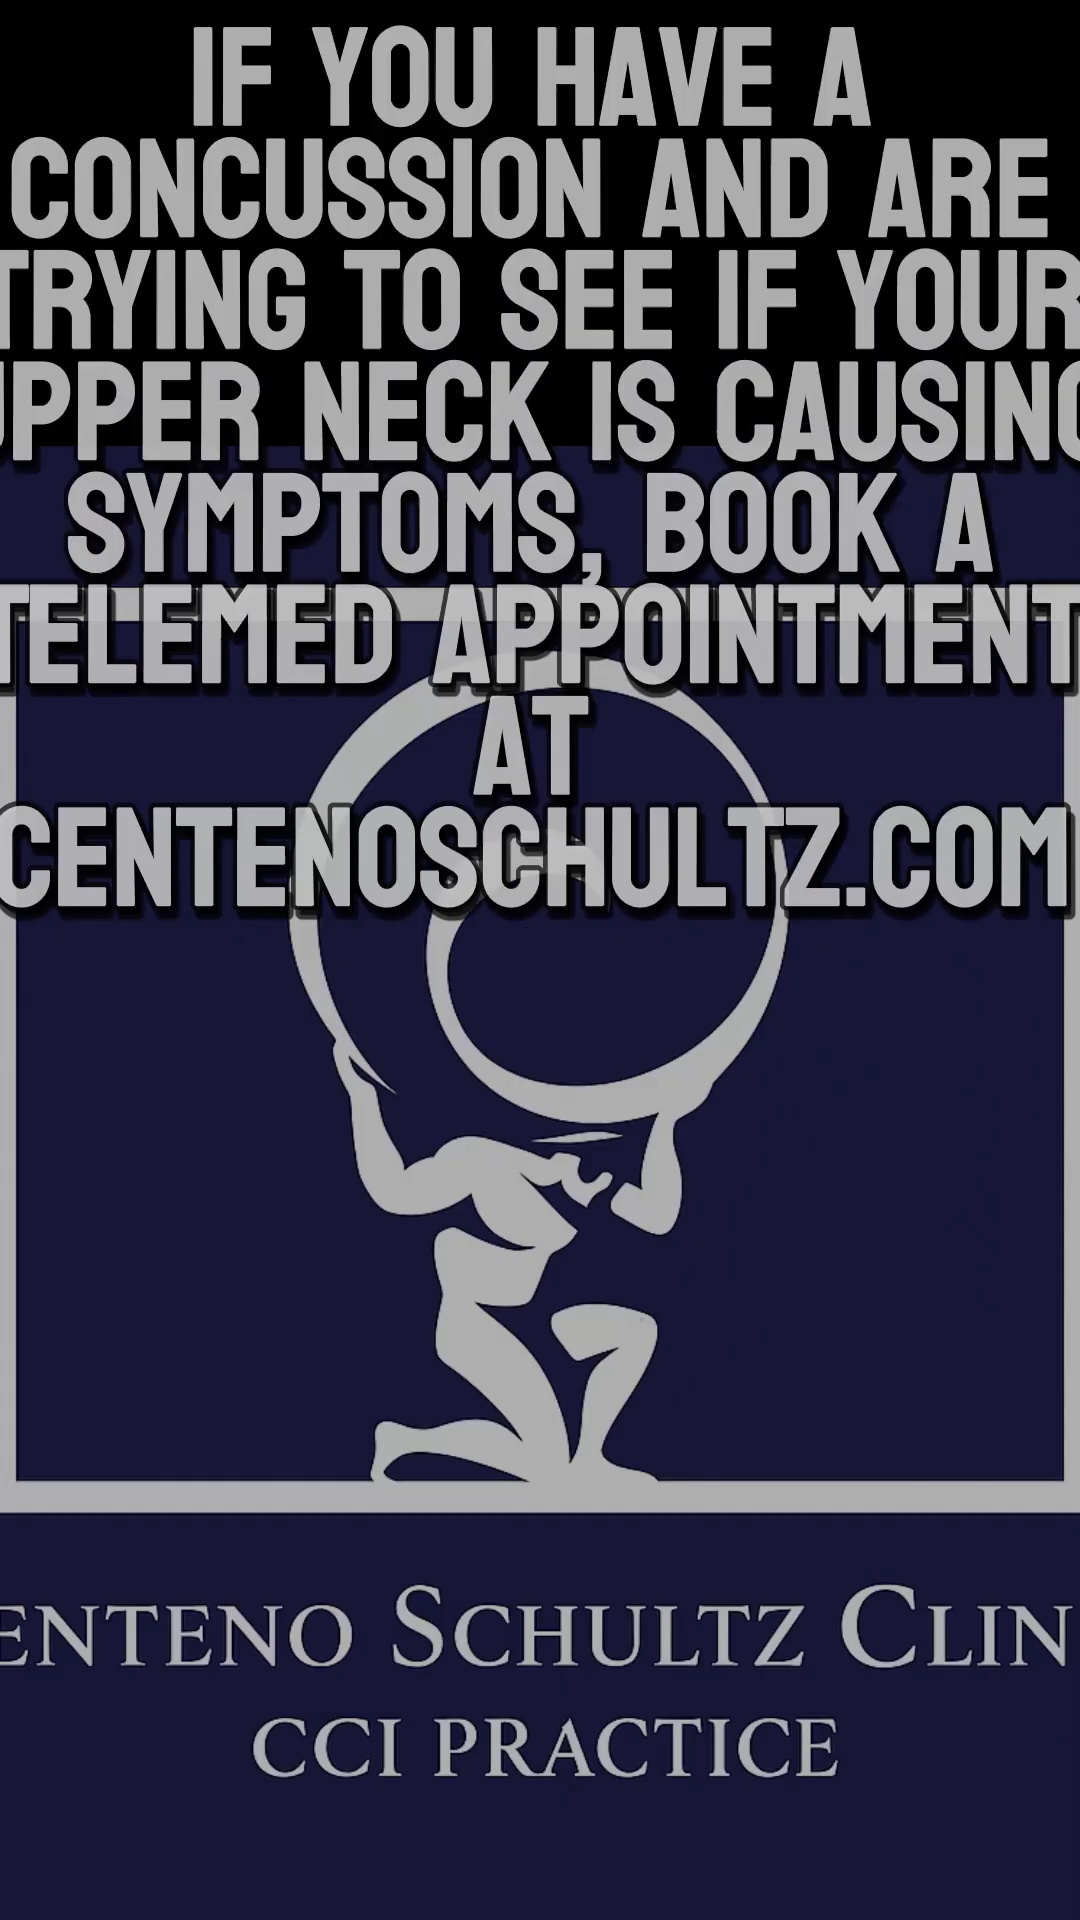 IF YOU HAVE A
CONCUSSION AND ARE
TRYING TO SEE IF YOUR
UPPER NECK IS CAUSING
SYMPTOMS, BOOK A
TELEMED APPOINTMENT
AT
CENTENOSCHULTZ.COM
ENTENO SCHULTZ CLIN
CCI PRACTICE